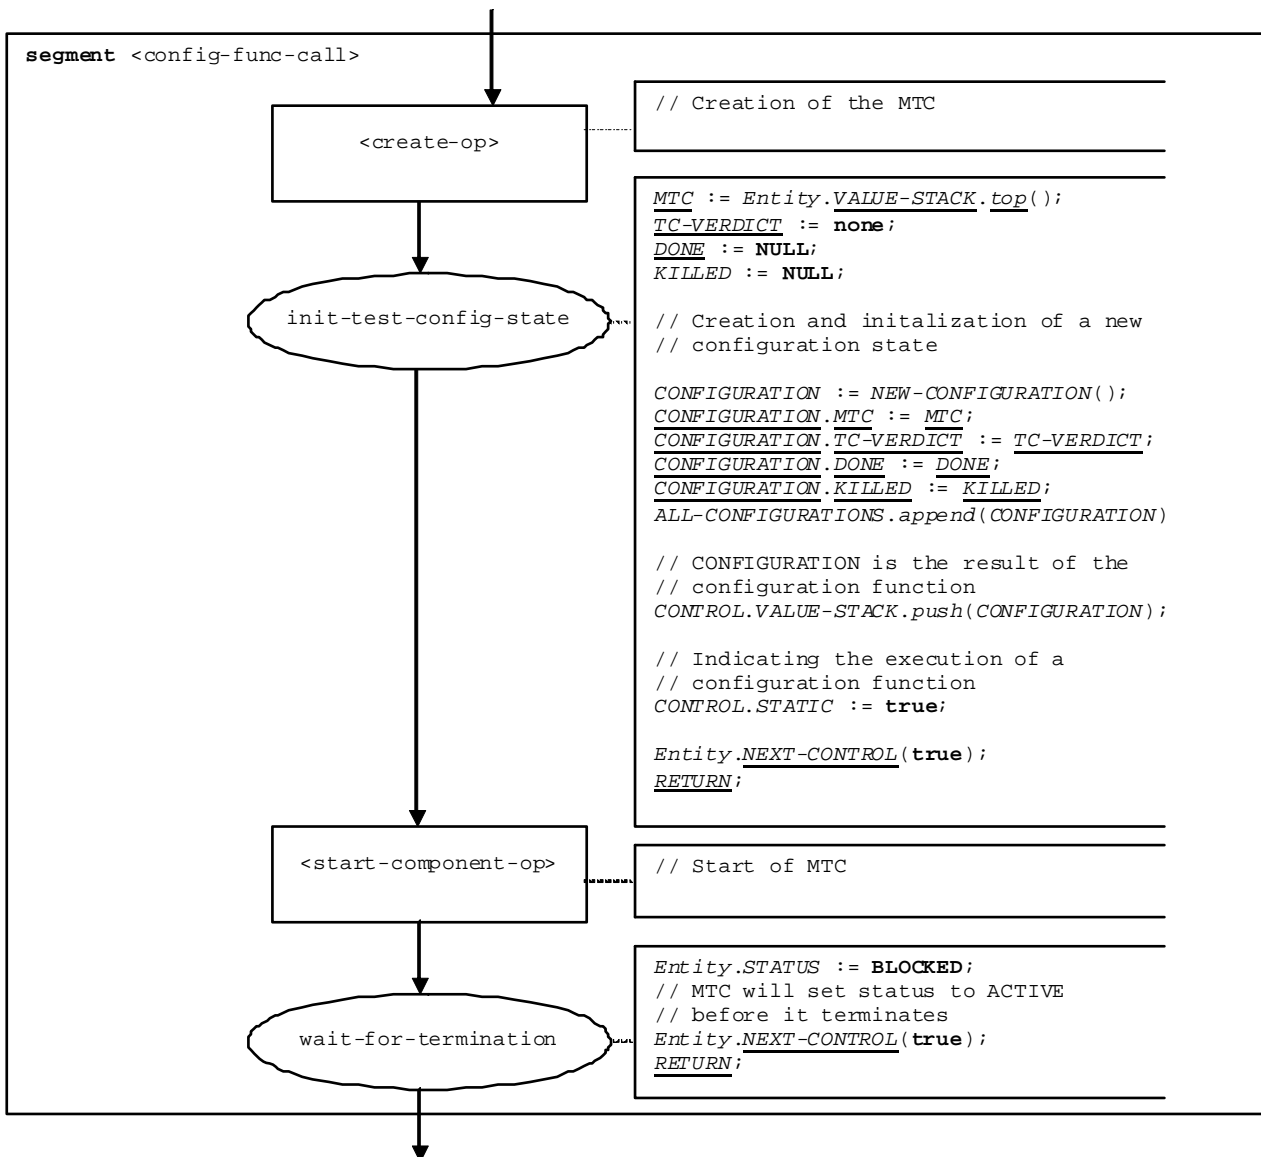 segment <config-func-call>
<create-op>
// Creation of the MTC
init-test-config-state
MTC := Entity.VALUE-STACK.top();
TC-VERDICT := none;
DONE := NULL;
KILLED := NULL;
// Creation and initalization of a new
// configuration state
CONFIGURATION := NEW-CONFIGURATION();
CONFIGURATION.MTC := MTC;
CONFIGURATION.TC-VERDICT := TC-VERDICT;
CONFIGURATION.DONE := DONE;
CONFIGURATION.KILLED := KILLED;
ALL-CONFIGURATIONS.append(CONFIGURATION)
// CONFIGURATION is the result of the
// configuration function
CONTROL.VALUE-STACK.push(CONFIGURATION);
// Indicating the execution of a
// configuration function
CONTROL.STATIC := true;
Entity.NEXT-CONTROL(true);
RETURN;
<start-component-op>
// Start of MTC
wait-for-termination
Entity.STATUS := BLOCKED;
// MTC will set status to ACTIVE
// before it terminates
Entity.NEXT-CONTROL(true);
RETURN;